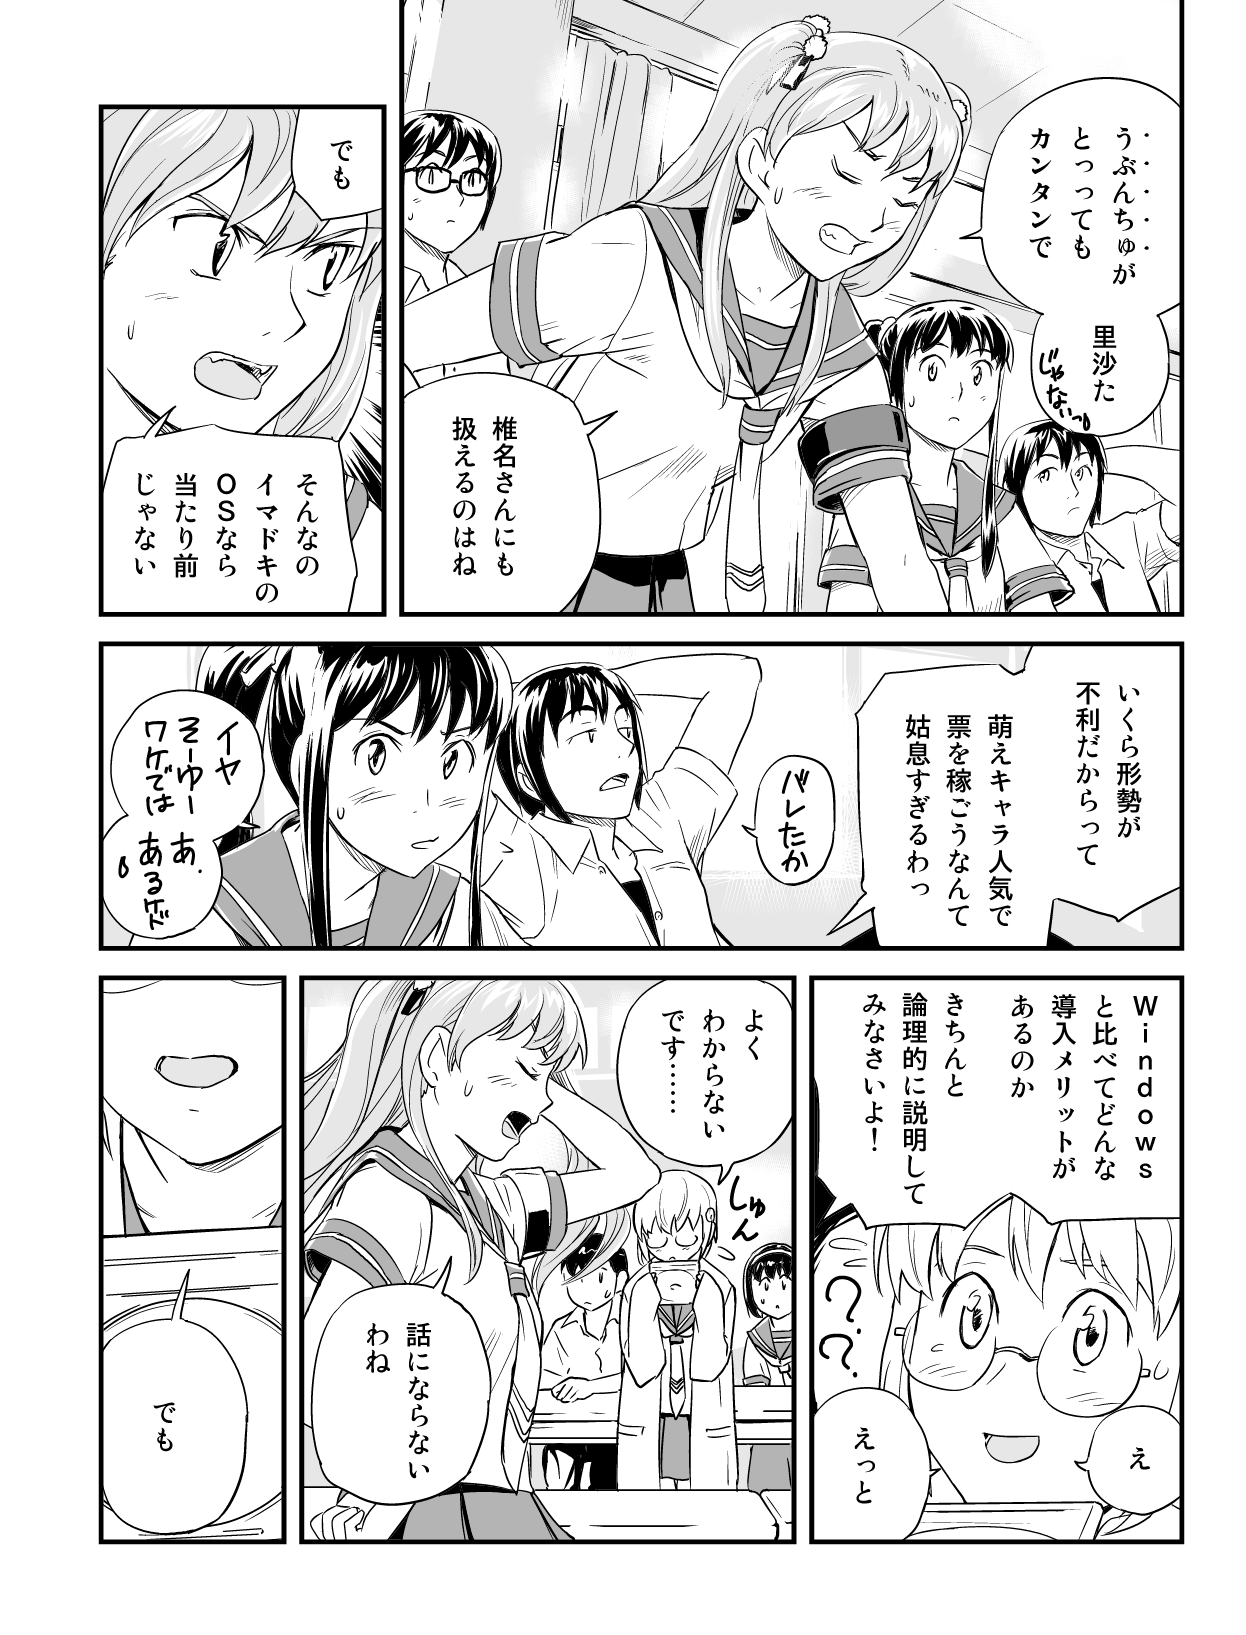 うぶんちゅが
とっっても
カンタンで
里沙た
じゃないっ
椎名さんにも
扱えるのはね
でも
そんなの
イマドキの
OSなら
当たり前
じゃない
いくら形勢が
不利だからって
萌えキャラ人気で
票を稼ごうなんて
姑息すぎるわっ
バレたか
イーヤ
そーゆー
ワケでは
あ、
あるケド
Windows
と比べてどんな
導入メリットが
あるのか
きちんと
論理的に説明して
みなさいよ!
??
え
えっと
よく
わからない
です……
しゅん
話にならない
わね
でも